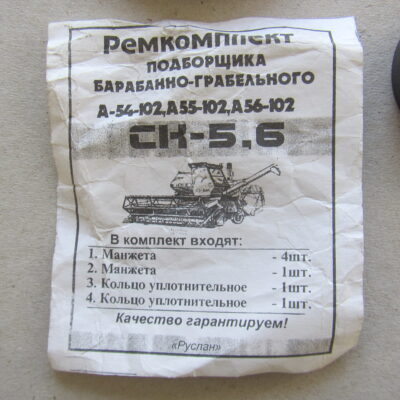 Ремкомплект
ПОДБОРЩИКА
БАРАБАННО-ГРАБЕЛЬНОГО
А-54-102,А55-102,А56-102
СК-5,6
В комплект входят:
1. Манжета - 4шт.
2. Манжета - 1шт.
3. Кольцо уплотнительное - 1шт.
4. Кольцо уплотнительное - 1шт.
Качество гарантируем!
«Руслан»